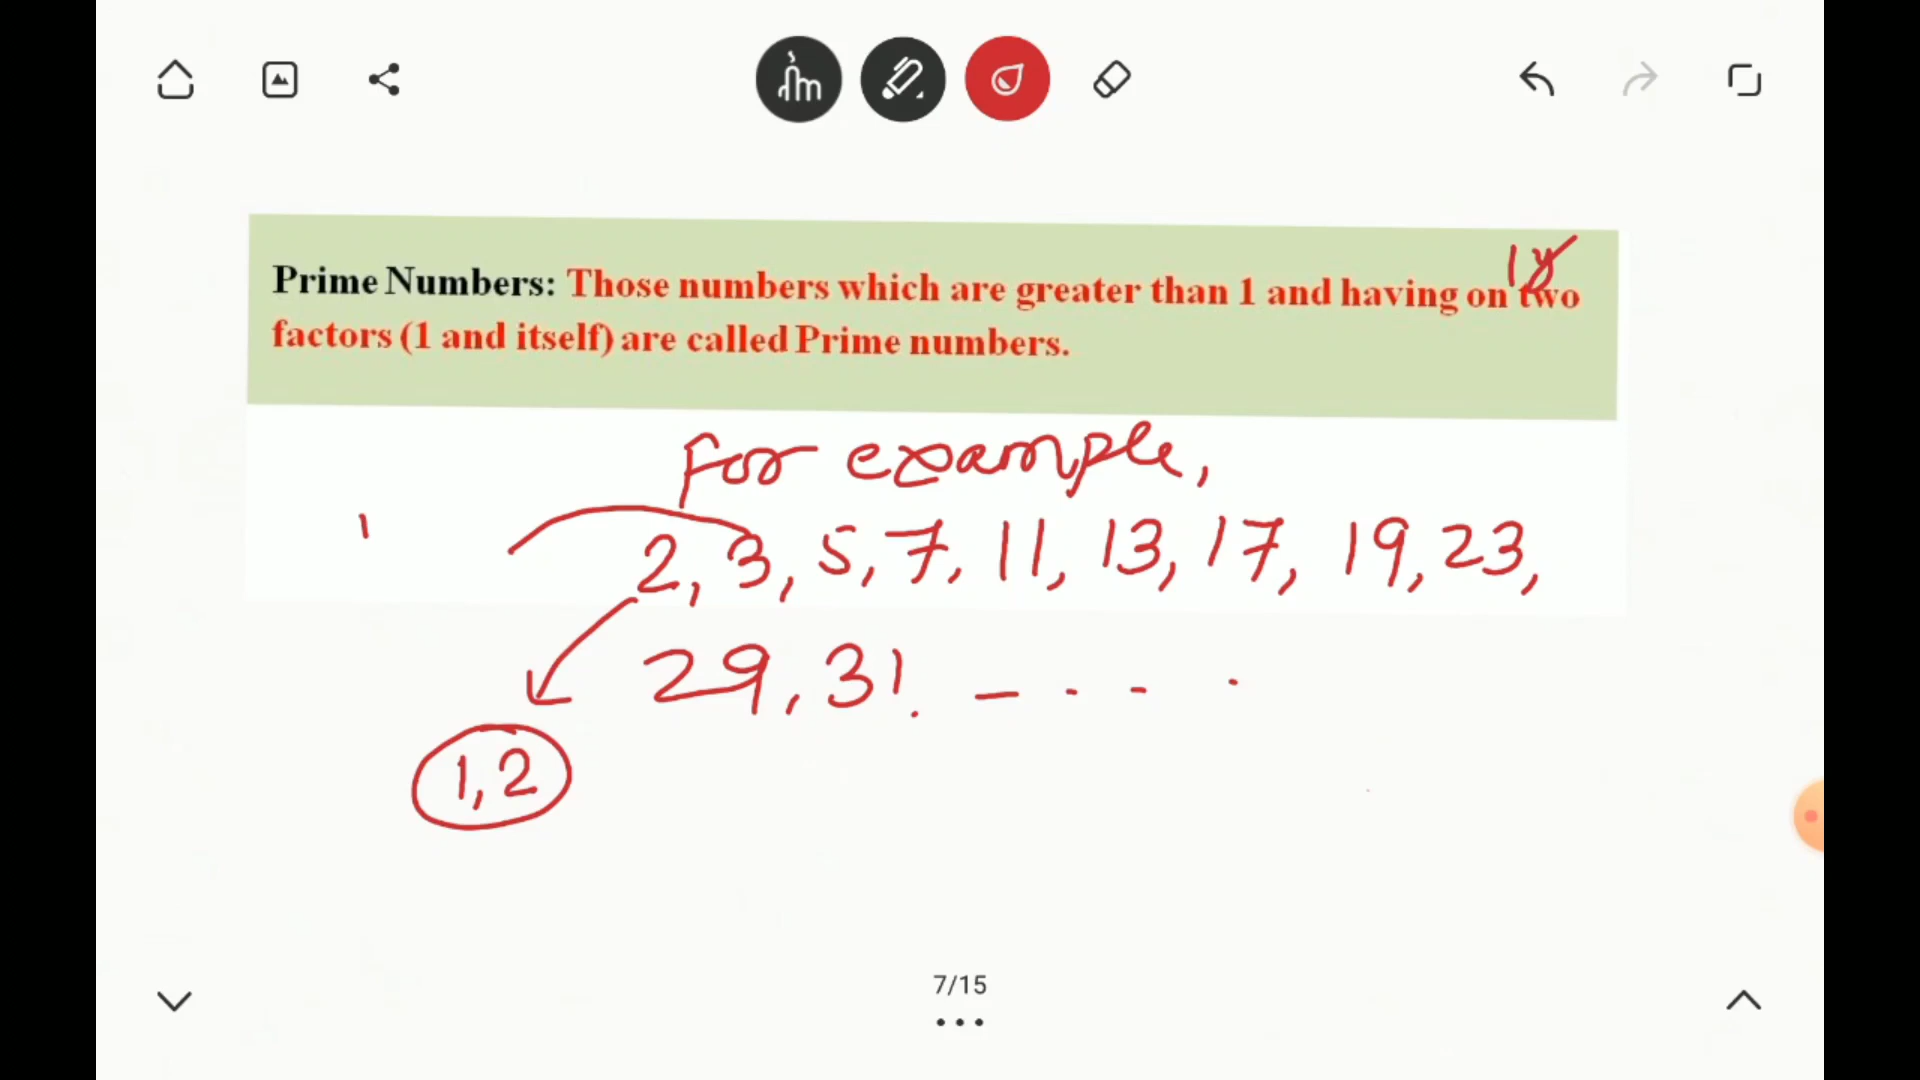 Prime Numbers: Those numbers which are greater than 1 and having on two
factors (1 and itself) are called Prime numbers.
For example,
2, 3, 5, 7, 11, 13, 17, 19, 23,
29, 31. - . . .
1, 2
7/15